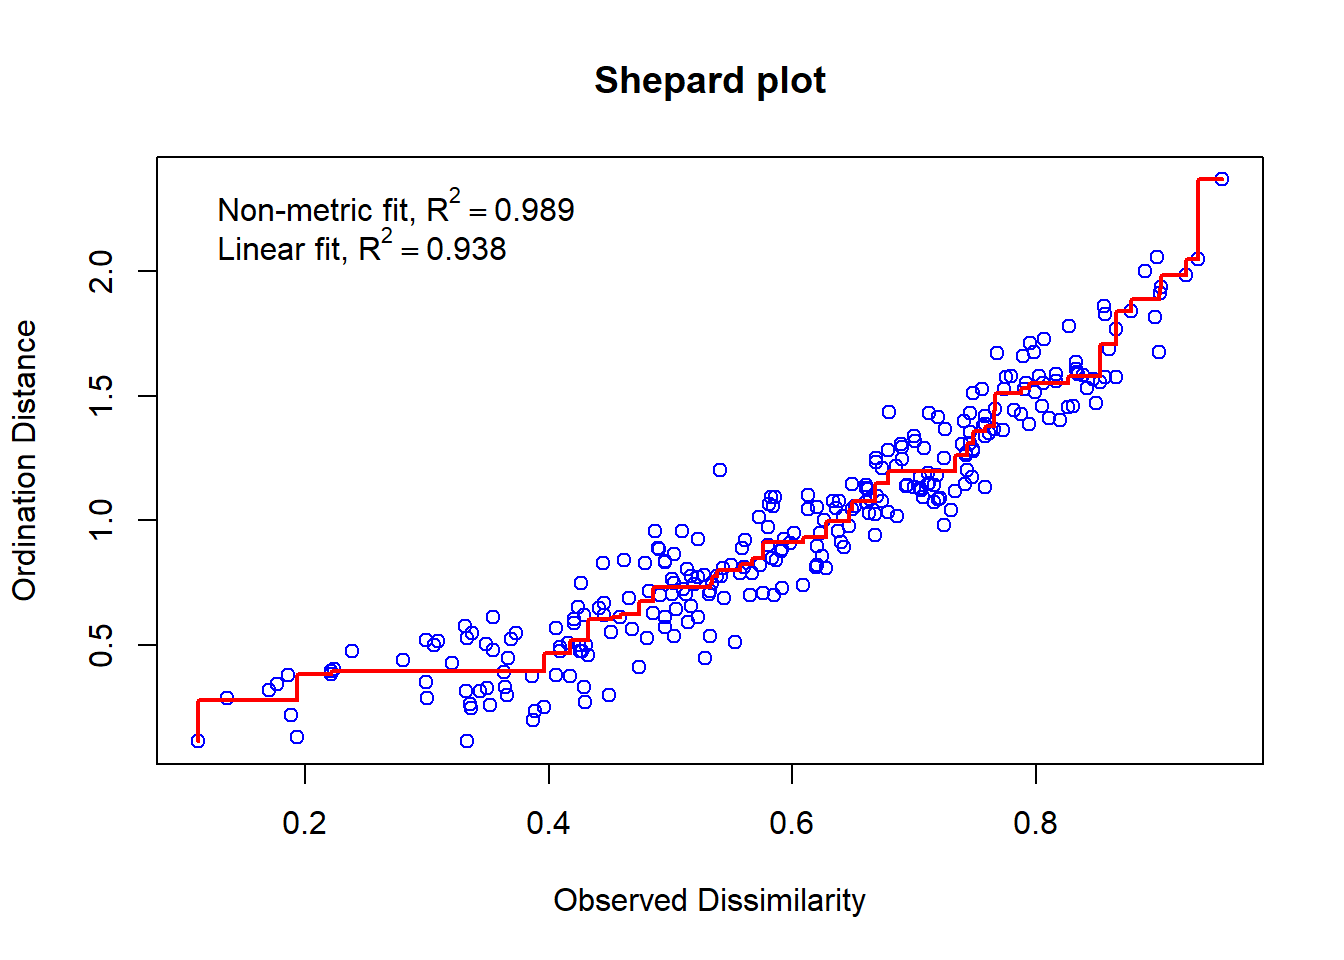 Shepard plot
Non-metric fit, R² = 0.989
Linear fit, R² = 0.938
Ordination Distance
2.0
1.5
1.0
0.5
0.2 0.4 0.6 0.8
Observed Dissimilarity